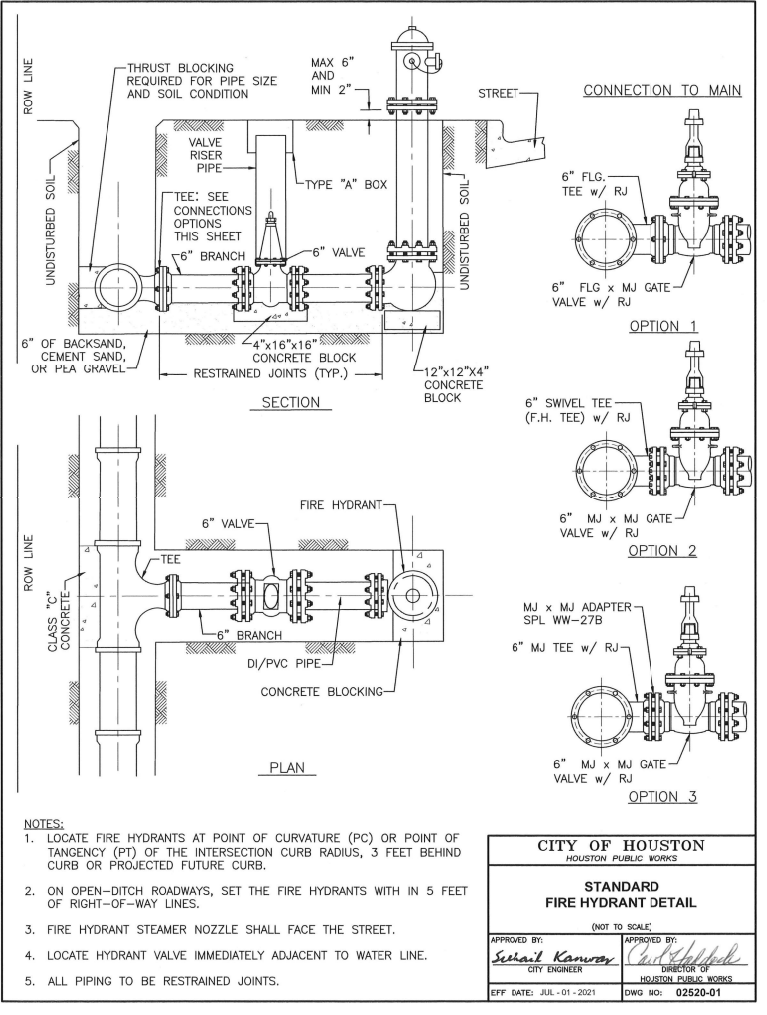 ROW LINE
THRUST BLOCKING
REQUIRED FOR PIPE SIZE
AND SOIL CONDITION
MAX 6"
AND
MIN 2"
STREET
VALVE
RISER
PIPE
TYPE "A" BOX
UNDISTURBED SOIL
TEE: SEE
CONNECTIONS
OPTIONS
THIS SHEET
6" BRANCH
6" VALVE
UNDISTURBED SOIL
6" OF BACKSAND,
CEMENT SAND,
OR PEA GRAVEL
4"x16"x16"
CONCRETE BLOCK
RESTRAINED JOINTS (TYP.)
12"x12"X4"
CONCRETE
BLOCK
SECTION
CONNECTION TO MAIN
6" FLG.
TEE w/ RJ
6" FLG x MJ GATE
VALVE w/ RJ
OPTION 1
6" SWIVEL TEE
(F.H. TEE) w/ RJ
6" MJ x MJ GATE
VALVE w/ RJ
OPTION 2
MJ x MJ ADAPTER
SPL WW-27B
6" MJ TEE w/ RJ
6" MJ x MJ GATE
VALVE w/ RJ
OPTION 3
ROW LINE
FIRE HYDRANT
6" VALVE
TEE
CLASS "C"
CONCRETE
6" BRANCH
DI/PVC PIPE
CONCRETE BLOCKING
PLAN
NOTES:
1. LOCATE FIRE HYDRANTS AT POINT OF CURVATURE (PC) OR POINT OF
TANGENCY (PT) OF THE INTERSECTION CURB RADIUS, 3 FEET BEHIND
CURB OR PROJECTED FUTURE CURB.
2. ON OPEN-DITCH ROADWAYS, SET THE FIRE HYDRANTS WITH IN 5 FEET
OF RIGHT-OF-WAY LINES.
3. FIRE HYDRANT STEAMER NOZZLE SHALL FACE THE STREET.
4. LOCATE HYDRANT VALVE IMMEDIATELY ADJACENT TO WATER LINE.
5. ALL PIPING TO BE RESTRAINED JOINTS.
CITY OF HOUSTON
HOUSTON PUBLIC WORKS
STANDARD
FIRE HYDRANT DETAIL
(NOT TO SCALE)
APPROVED BY:
Suhail Kanwar
CITY ENGINEER
APPROVED BY:
Carol Haddock
DIRECTOR OF
HOUSTON PUBLIC WORKS
EFF DATE: JUL - 01 - 2021
DWG NO: 02520-01